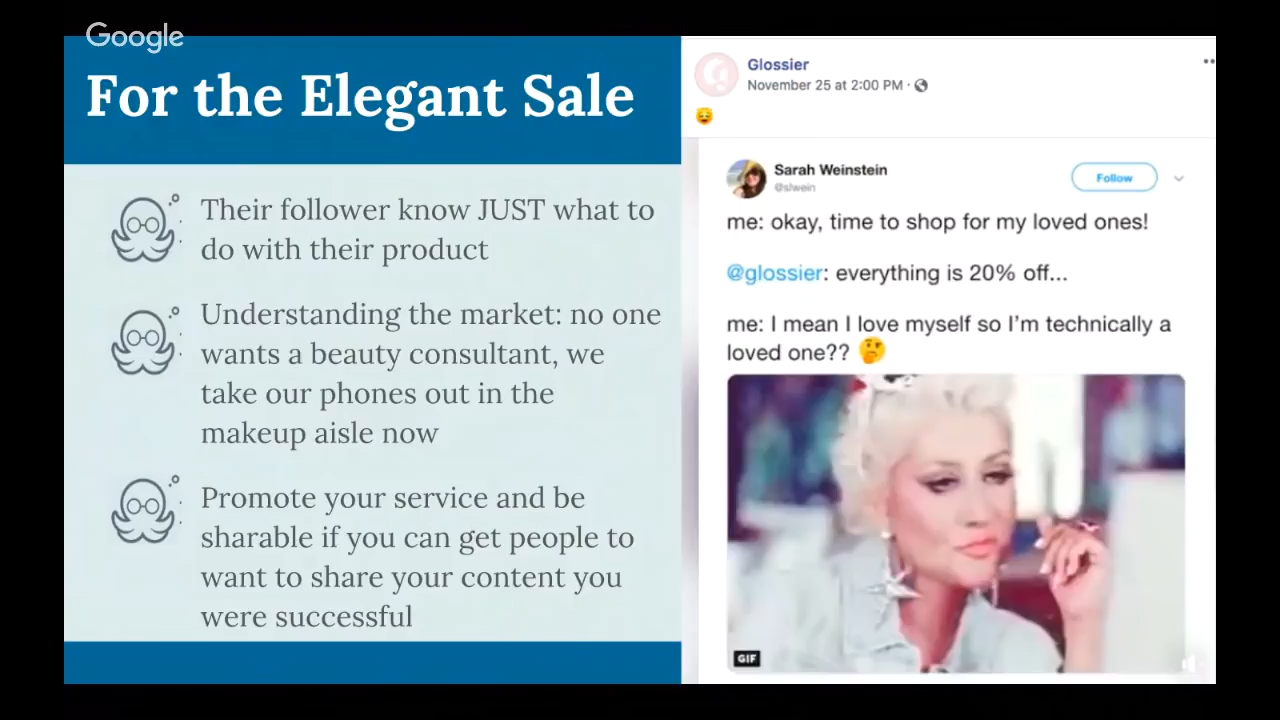 Google
For the Elegant Sale
Their follower know JUST what to
do with their product
Understanding the market: no one
wants a beauty consultant, we
take our phones out in the
makeup aisle now
Promote your service and be
sharable if you can get people to
want to share your content you
were successful
Glossier
November 25 at 2:00 PM ·
Sarah Weinstein
@slwein
Follow
me: okay, time to shop for my loved ones!
@glossier: everything is 20% off...
me: I mean I love myself so I'm technically a
loved one?? 🤔
GIF